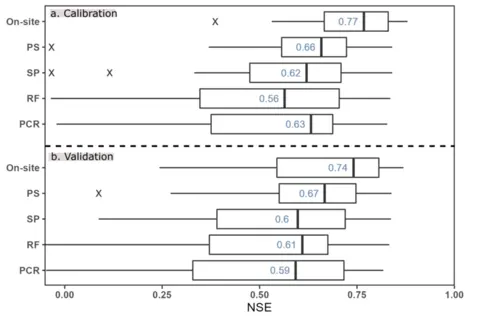 a. Calibration
On-site
X
0.77
PS
X
0.66
SP
X
X
0.62
RF
0.56
PCR
0.63
b. Validation
On-site
0.74
PS
X
0.67
SP
0.6
RF
0.61
PCR
0.59
0.00
0.25
0.50
0.75
1.00
NSE